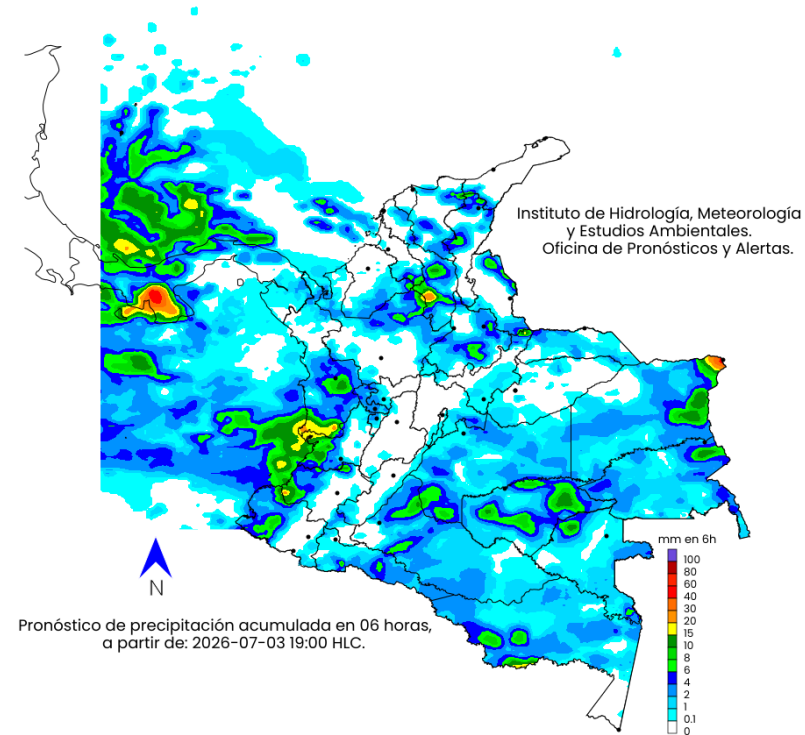 Instituto de Hidrología, Meteorología
y Estudios Ambientales.
Oficina de Pronósticos y Alertas.
mm en 6h
100
80
60
40
30
20
15
10
8
6
4
2
1
0.1
0
N
Pronóstico de precipitación acumulada en 06 horas,
a partir de: 2026-07-03 19:00 HLC.